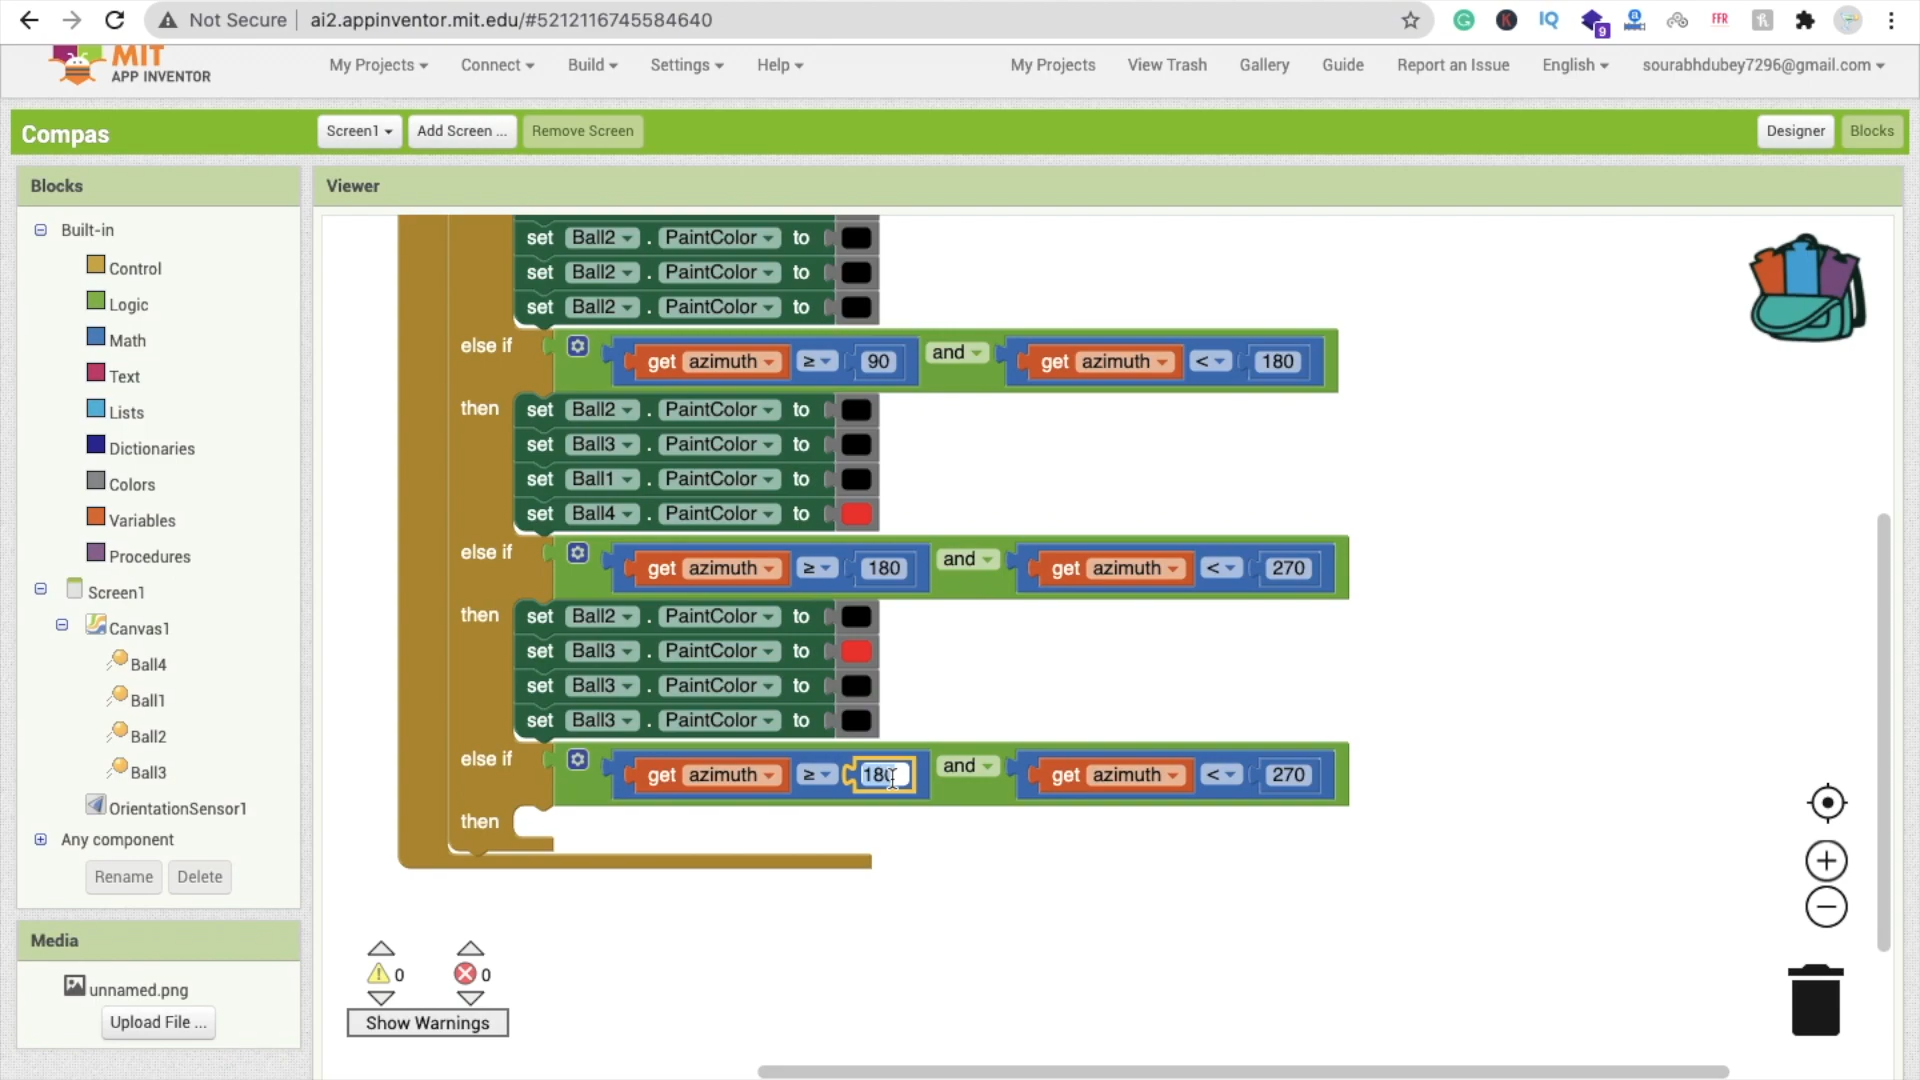 Not Secure ai2.appinventor.mit.edu/#5212116745584640
MIT
APP INVENTOR
My Projects Connect Build Settings Help My Projects View Trash Gallery Guide Report an Issue English sourabhdubey7296@gmail.com
Compas Screen1 Add Screen ... Remove Screen Designer Blocks
Blocks
Built-in
Control
Logic
Math
Text
Lists
Dictionaries
Colors
Variables
Procedures
Screen1
Canvas1
Ball4
Ball1
Ball2
Ball3
OrientationSensor1
Any component
Rename Delete
Media
unnamed.png
Upload File ...
Viewer
set Ball2 . PaintColor to
set Ball2 . PaintColor to
set Ball2 . PaintColor to
else if get azimuth ≥ 90 and get azimuth < 180
then set Ball2 . PaintColor to
set Ball3 . PaintColor to
set Ball1 . PaintColor to
set Ball4 . PaintColor to
else if get azimuth ≥ 180 and get azimuth < 270
then set Ball2 . PaintColor to
set Ball3 . PaintColor to
set Ball3 . PaintColor to
set Ball3 . PaintColor to
else if get azimuth ≥ 180 and get azimuth < 270
then
0 0
Show Warnings
G K IQ 9 a FFR